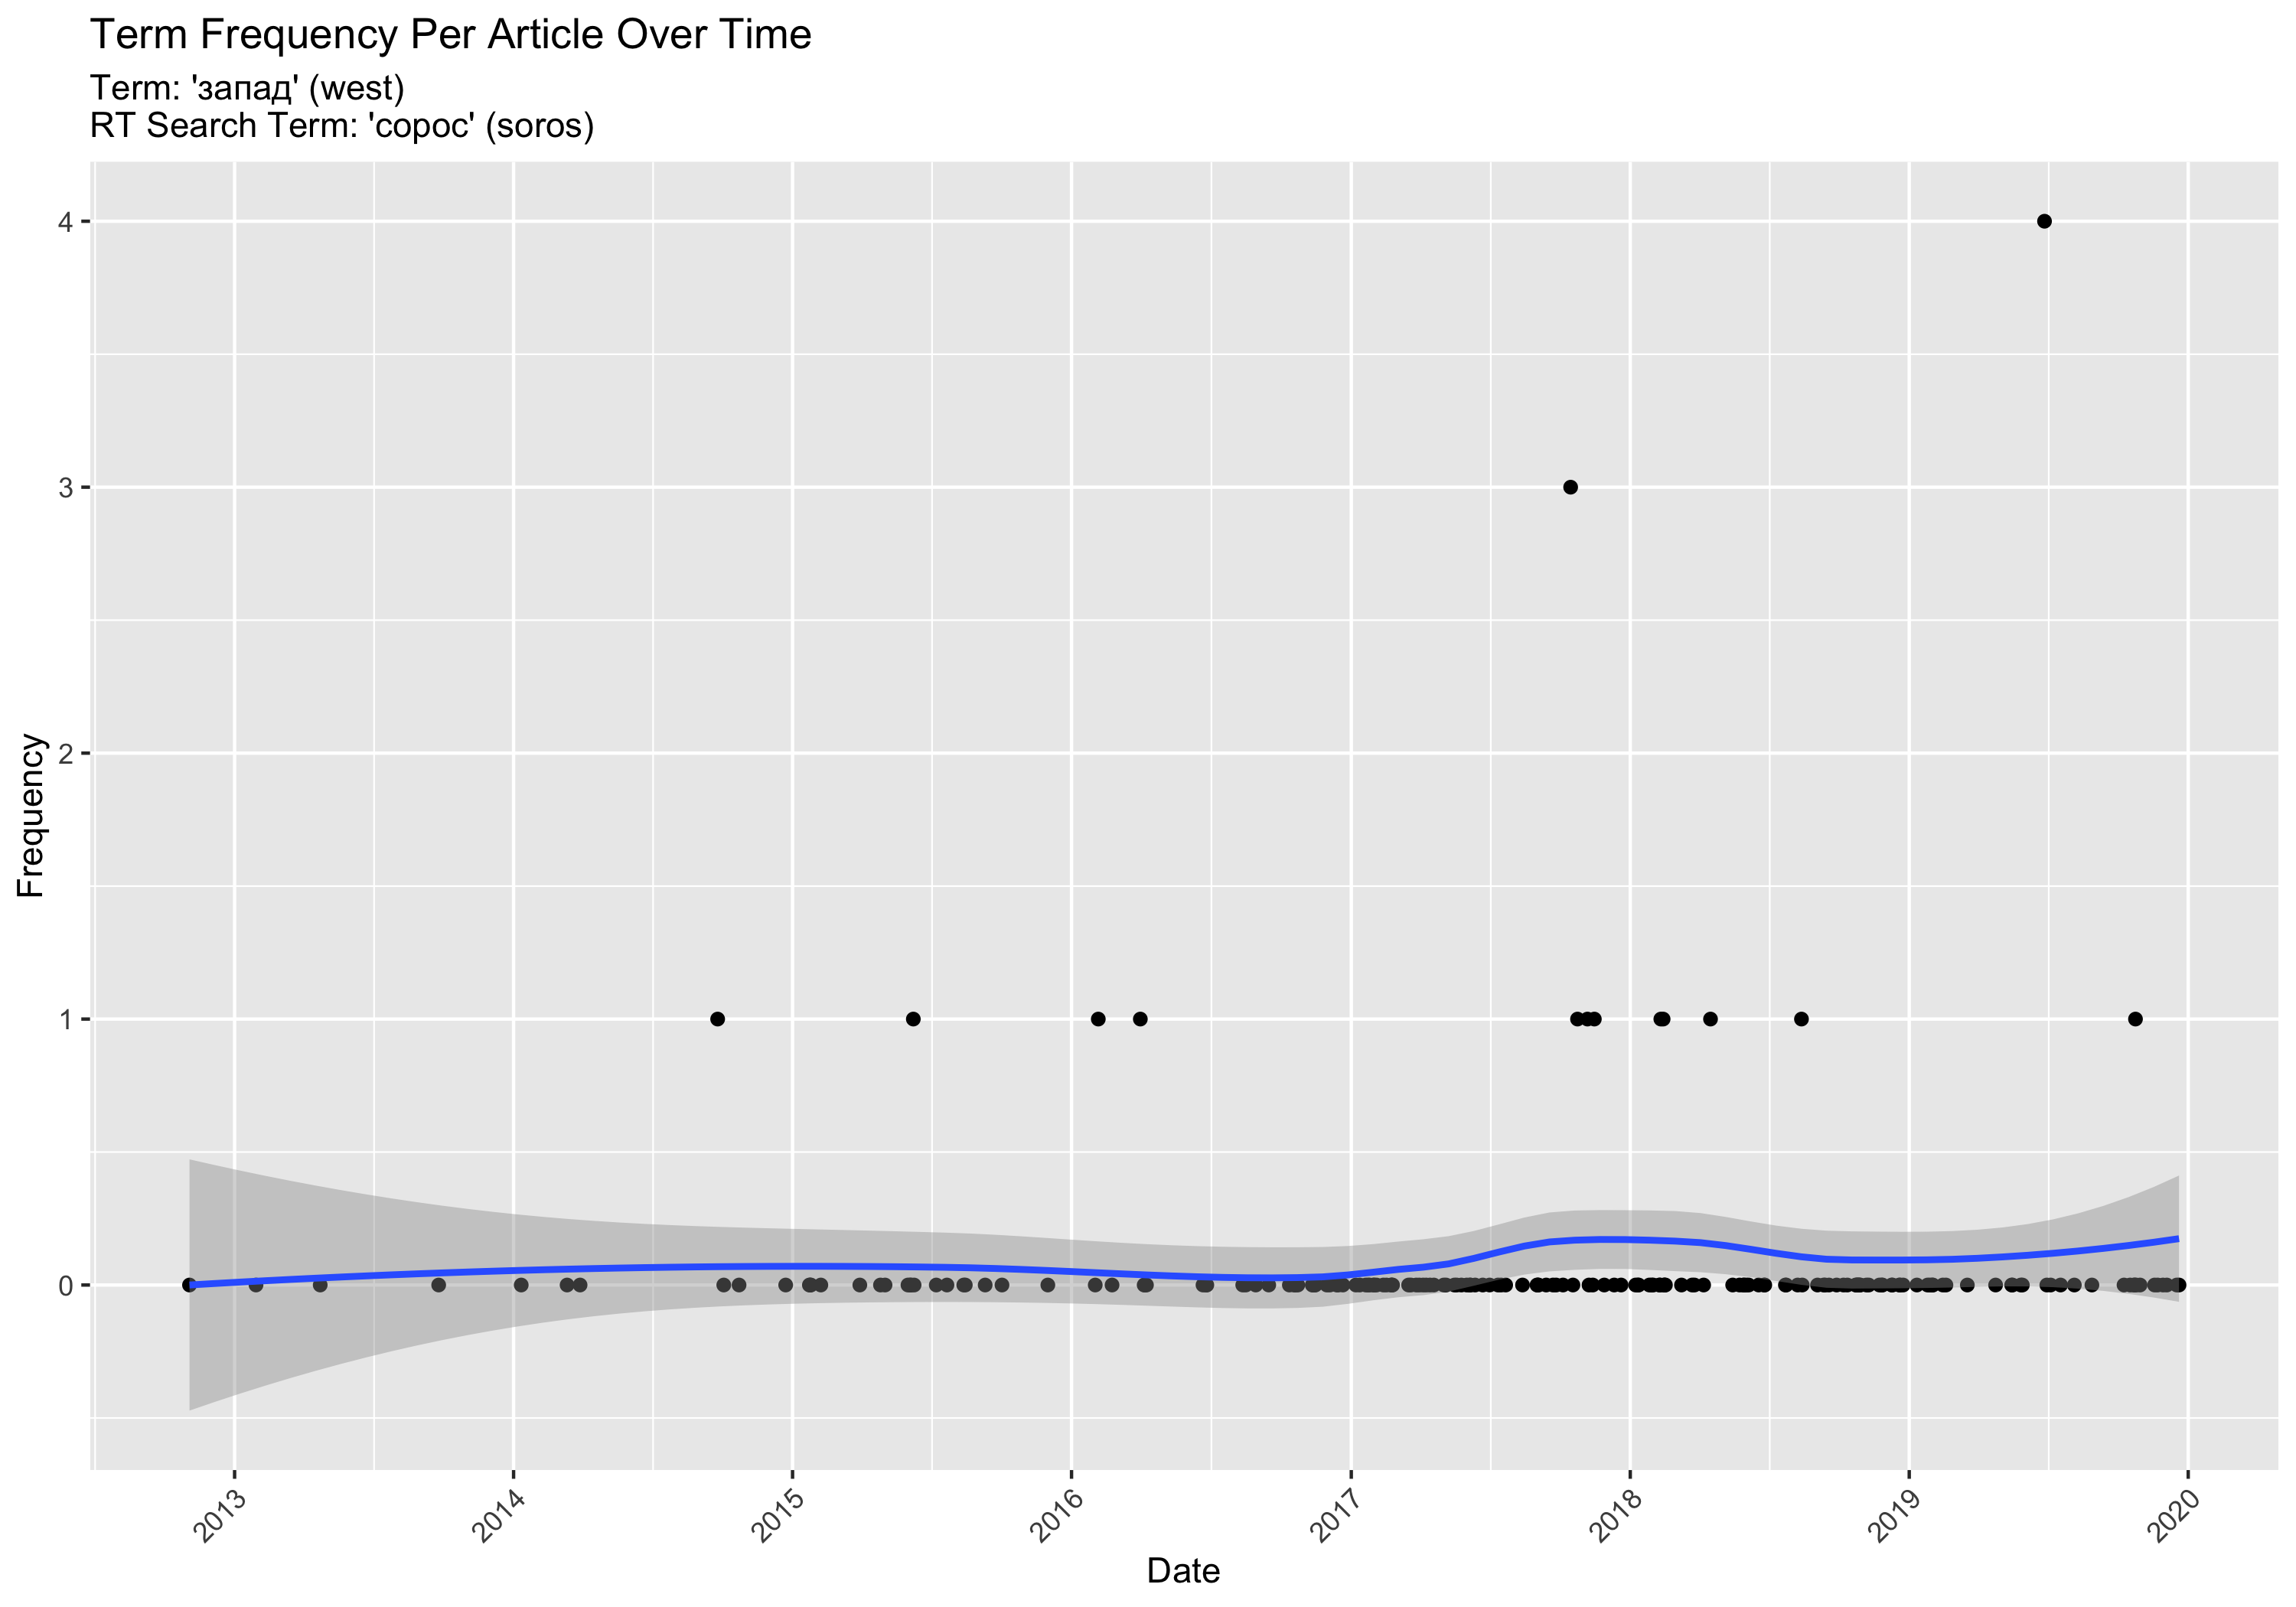 Term Frequency Per Article Over Time
Term: 'запад' (west)
RT Search Term: 'сорос' (soros)
4
3
2
1
0
Frequency
2013
2014
2015
2016
2017
2018
2019
2020
Date